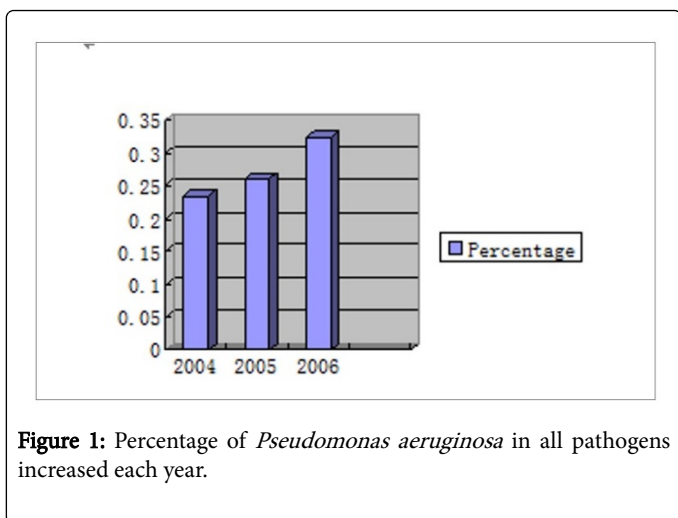 0.35
0.3
0.25
0.2
0.15
0.1
0.05
0
2004 2005 2006
Percentage
Figure 1: Percentage of Pseudomonas aeruginosa in all pathogens
increased each year.